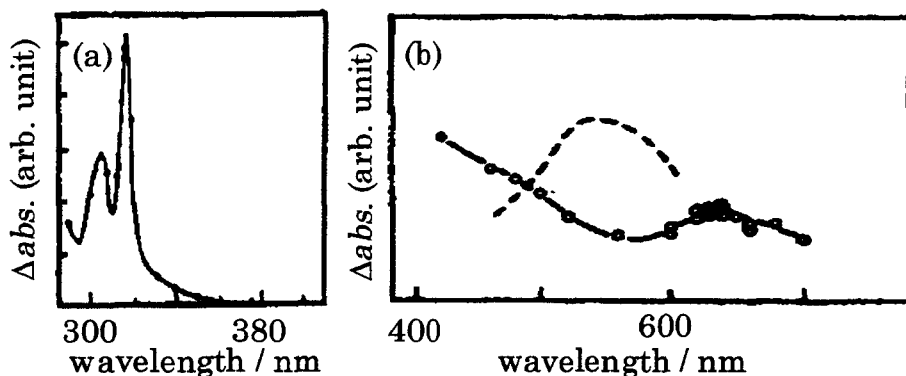 (a)
Δabs. (arb. unit)
300 380
wavelength / nm
(b)
Δabs. (arb. unit)
400 600
wavelength / nm